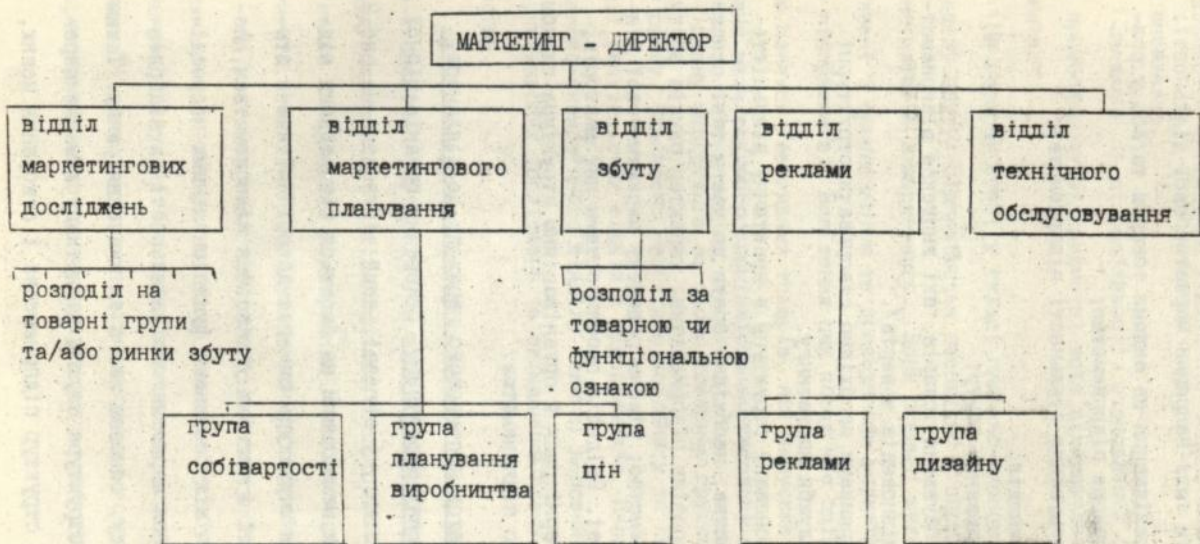 МАРКЕТИНГ - ДИРЕКТОР
відділ
маркетингових
досліджень
відділ
маркетингового
планування
відділ
збуту
відділ
реклами
відділ
технічного
обслуговування
розподіл на
товарні групи
та/або ринки збуту
розподіл за
товарною чи
функціональною
ознакою
група
собівартості
група
планування
виробництва
група
цін
група
реклами
група
дизайну